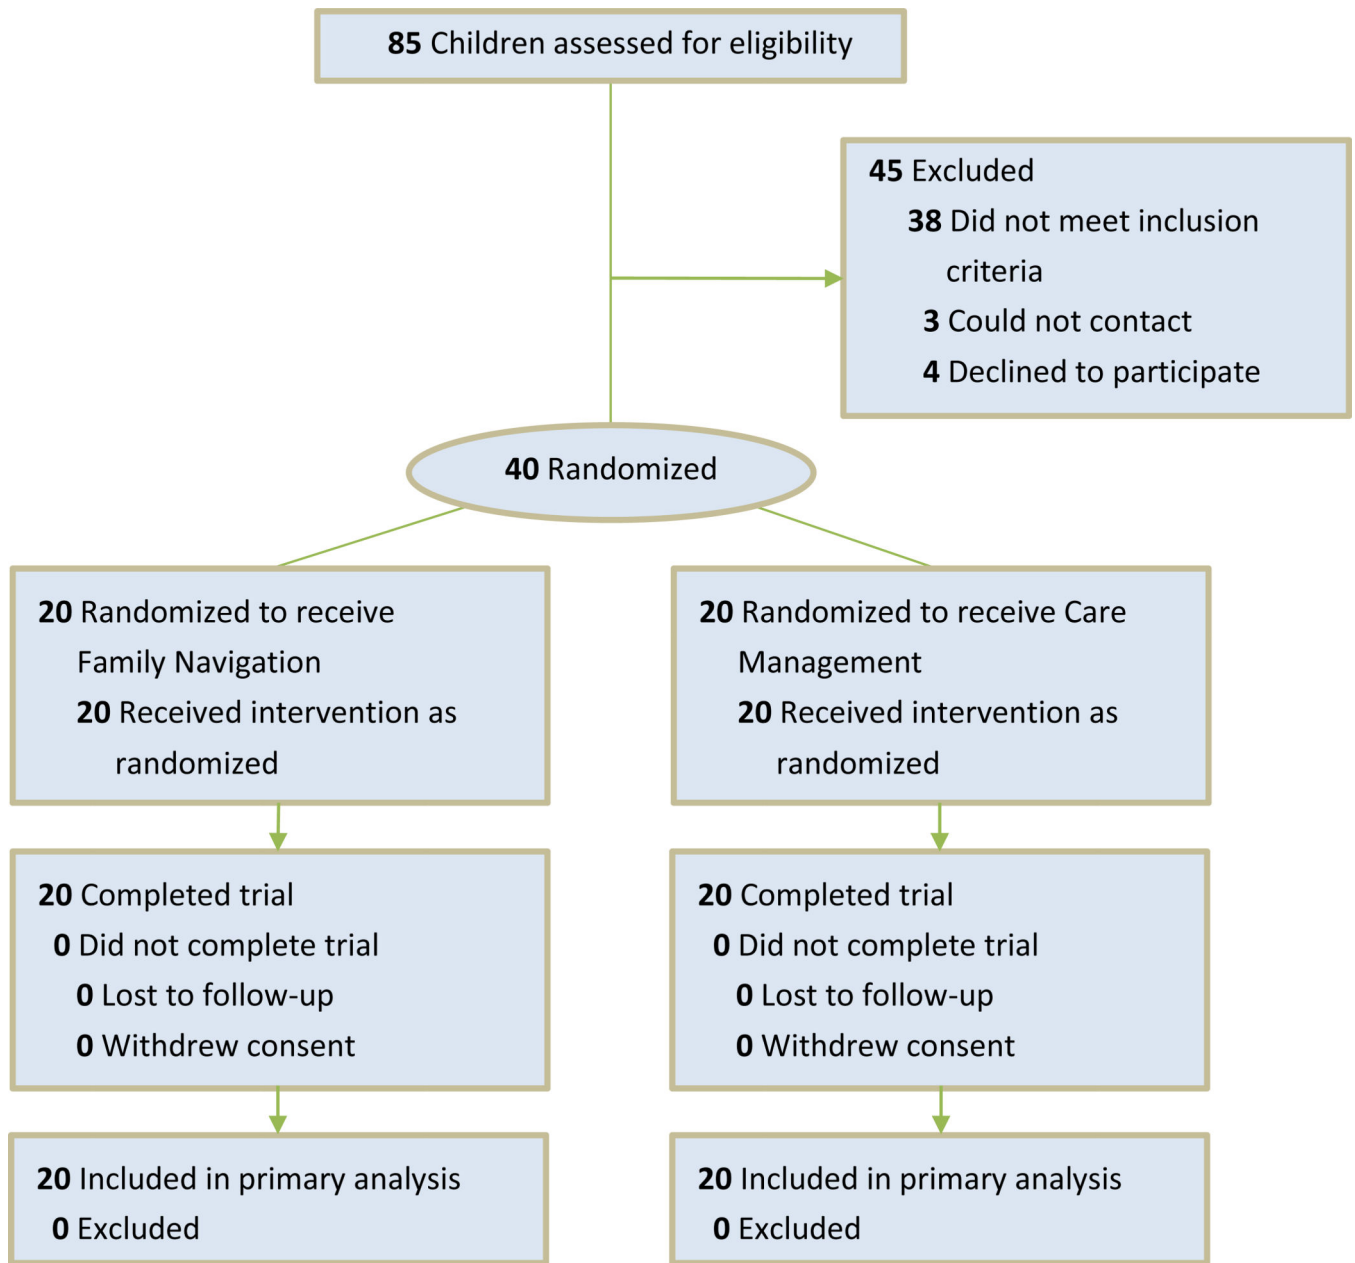 85 Children assessed for eligibility
45 Excluded
38 Did not meet inclusion
criteria
3 Could not contact
4 Declined to participate
40 Randomized
20 Randomized to receive
Family Navigation
20 Received intervention as
randomized
20 Randomized to receive Care
Management
20 Received intervention as
randomized
20 Completed trial
0 Did not complete trial
0 Lost to follow-up
0 Withdrew consent
20 Completed trial
0 Did not complete trial
0 Lost to follow-up
0 Withdrew consent
20 Included in primary analysis
0 Excluded
20 Included in primary analysis
0 Excluded